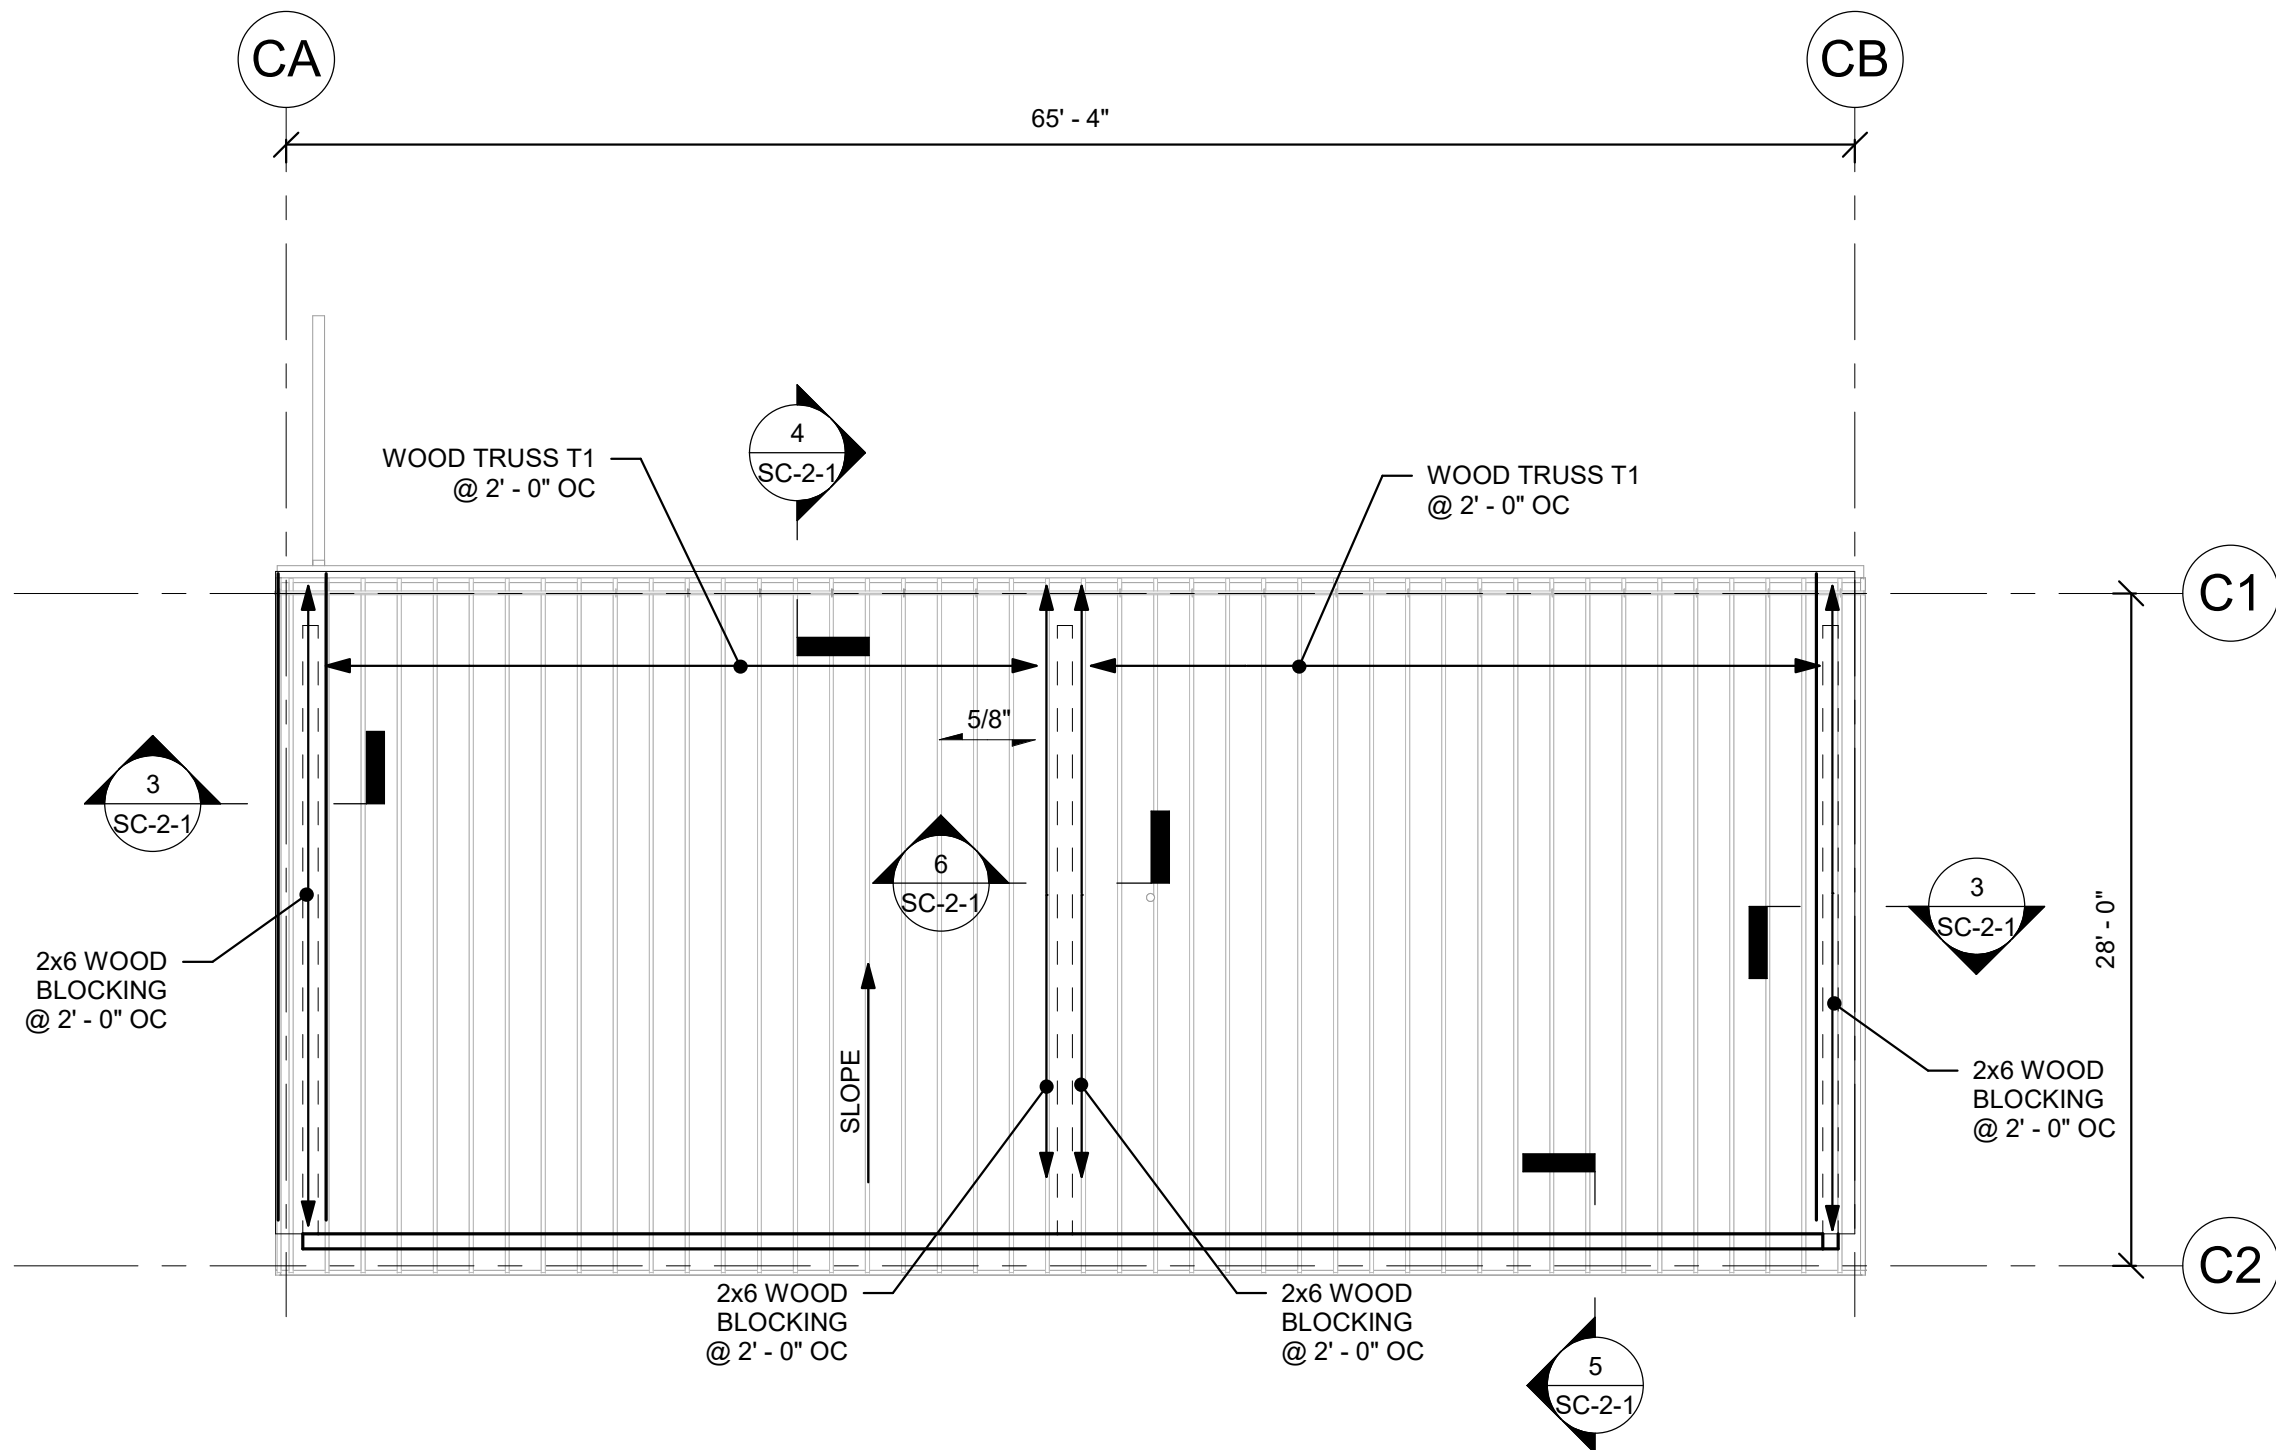 CA
CB
65' - 4"
4
SC-2-1
WOOD TRUSS T1
@ 2' - 0" OC
WOOD TRUSS T1
@ 2' - 0" OC
C1
5/8"
3
SC-2-1
6
SC-2-1
3
SC-2-1
28' - 0"
2x6 WOOD
BLOCKING
@ 2' - 0" OC
SLOPE
2x6 WOOD
BLOCKING
@ 2' - 0" OC
C2
2x6 WOOD
BLOCKING
@ 2' - 0" OC
2x6 WOOD
BLOCKING
@ 2' - 0" OC
5
SC-2-1